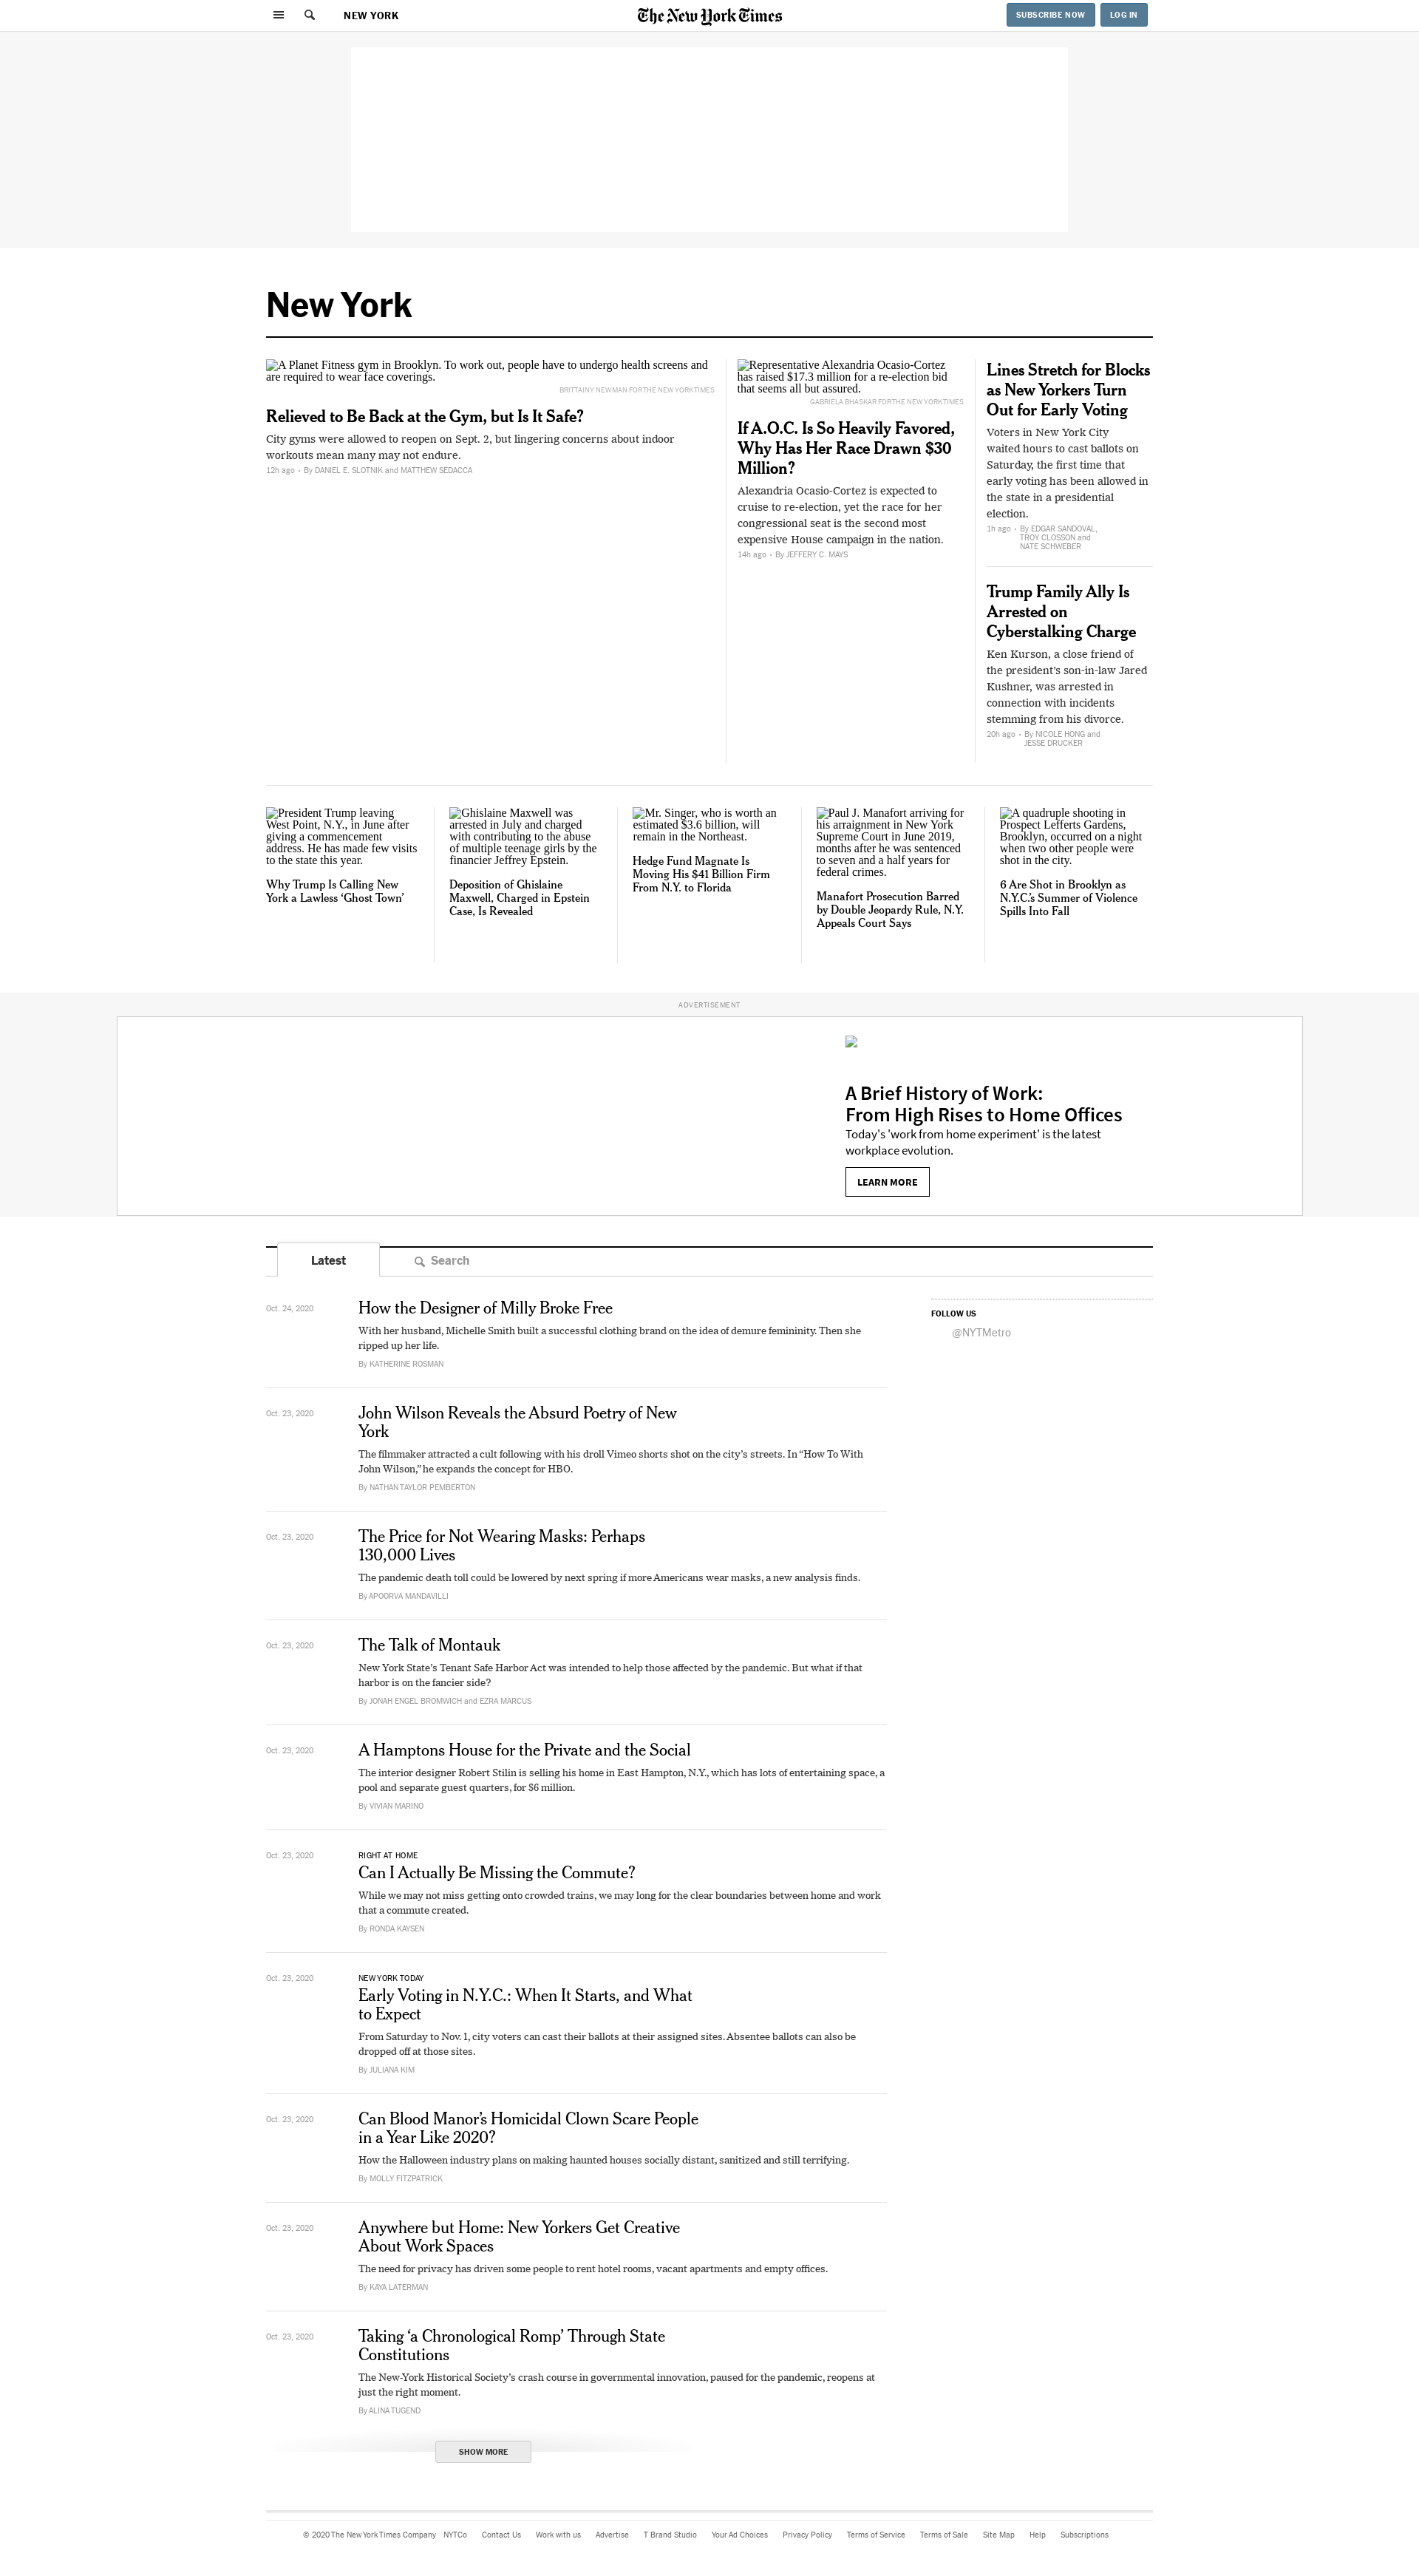 NEW YORK
The New York Times
SUBSCRIBE NOW
LOG IN
New York
A Planet Fitness gym in Brooklyn. To work out, people have to undergo health screens and
are required to wear face coverings.
BRITTAINY NEWMAN FOR THE NEW YORK TIMES
Relieved to Be Back at the Gym, but Is It Safe?
City gyms were allowed to reopen on Sept. 2, but lingering concerns about indoor
workouts mean many may not endure.
12h ago • By DANIEL E. SLOTNIK and MATTHEW SEDACCA
Representative Alexandria Ocasio-Cortez
has raised $17.3 million for a re-election bid
that seems all but assured.
GABRIELA BHASKAR FOR THE NEW YORK TIMES
If A.O.C. Is So Heavily Favored,
Why Has Her Race Drawn $30
Million?
Alexandria Ocasio-Cortez is expected to
cruise to re-election, yet the race for her
congressional seat is the second most
expensive House campaign in the nation.
14h ago • By JEFFERY C. MAYS
Lines Stretch for Blocks
as New Yorkers Turn
Out for Early Voting
Voters in New York City
waited hours to cast ballots on
Saturday, the first time that
early voting has been allowed in
the state in a presidential
election.
1h ago • By EDGAR SANDOVAL,
TROY CLOSSON and
NATE SCHWEBER
Trump Family Ally Is
Arrested on
Cyberstalking Charge
Ken Kurson, a close friend of
the president’s son-in-law Jared
Kushner, was arrested in
connection with incidents
stemming from his divorce.
20h ago • By NICOLE HONG and
JESSE DRUCKER
President Trump leaving
West Point, N.Y., in June after
giving a commencement
address. He has made few visits
to the state this year.
Why Trump Is Calling New
York a Lawless ‘Ghost Town’
Ghislaine Maxwell was
arrested in July and charged
with contributing to the abuse
of multiple teenage girls by the
financier Jeffrey Epstein.
Deposition of Ghislaine
Maxwell, Charged in Epstein
Case, Is Revealed
Mr. Singer, who is worth an
estimated $3.6 billion, will
remain in the Northeast.
Hedge Fund Magnate Is
Moving His $41 Billion Firm
From N.Y. to Florida
Paul J. Manafort arriving for
his arraignment in New York
Supreme Court in June 2019,
months after he was sentenced
to seven and a half years for
federal crimes.
Manafort Prosecution Barred
by Double Jeopardy Rule, N.Y.
Appeals Court Says
A quadruple shooting in
Prospect Lefferts Gardens,
Brooklyn, occurred on a night
when two other people were
shot in the city.
6 Are Shot in Brooklyn as
N.Y.C.’s Summer of Violence
Spills Into Fall
ADVERTISEMENT
A Brief History of Work:
From High Rises to Home Offices
Today's 'work from home experiment' is the latest
workplace evolution.
LEARN MORE
Latest
Search
Oct. 24, 2020
How the Designer of Milly Broke Free
With her husband, Michelle Smith built a successful clothing brand on the idea of demure femininity. Then she
ripped up her life.
By KATHERINE ROSMAN
FOLLOW US
@NYTMetro
Oct. 23, 2020
John Wilson Reveals the Absurd Poetry of New
York
The filmmaker attracted a cult following with his droll Vimeo shorts shot on the city’s streets. In “How To With
John Wilson,” he expands the concept for HBO.
By NATHAN TAYLOR PEMBERTON
Oct. 23, 2020
The Price for Not Wearing Masks: Perhaps
130,000 Lives
The pandemic death toll could be lowered by next spring if more Americans wear masks, a new analysis finds.
By APOORVA MANDAVILLI
Oct. 23, 2020
The Talk of Montauk
New York State’s Tenant Safe Harbor Act was intended to help those affected by the pandemic. But what if that
harbor is on the fancier side?
By JONAH ENGEL BROMWICH and EZRA MARCUS
Oct. 23, 2020
A Hamptons House for the Private and the Social
The interior designer Robert Stilin is selling his home in East Hampton, N.Y., which has lots of entertaining space, a
pool and separate guest quarters, for $6 million.
By VIVIAN MARINO
Oct. 23, 2020
RIGHT AT HOME
Can I Actually Be Missing the Commute?
While we may not miss getting onto crowded trains, we may long for the clear boundaries between home and work
that a commute created.
By RONDA KAYSEN
Oct. 23, 2020
NEW YORK TODAY
Early Voting in N.Y.C.: When It Starts, and What
to Expect
From Saturday to Nov. 1, city voters can cast their ballots at their assigned sites. Absentee ballots can also be
dropped off at those sites.
By JULIANA KIM
Oct. 23, 2020
Can Blood Manor’s Homicidal Clown Scare People
in a Year Like 2020?
How the Halloween industry plans on making haunted houses socially distant, sanitized and still terrifying.
By MOLLY FITZPATRICK
Oct. 23, 2020
Anywhere but Home: New Yorkers Get Creative
About Work Spaces
The need for privacy has driven some people to rent hotel rooms, vacant apartments and empty offices.
By KAYA LATERMAN
Oct. 23, 2020
Taking ‘a Chronological Romp’ Through State
Constitutions
The New-York Historical Society’s crash course in governmental innovation, paused for the pandemic, reopens at
just the right moment.
By ALINA TUGEND
SHOW MORE
© 2020 The New York Times Company NYTCo Contact Us Work with us Advertise T Brand Studio Your Ad Choices Privacy Policy Terms of Service Terms of Sale Site Map Help Subscriptions